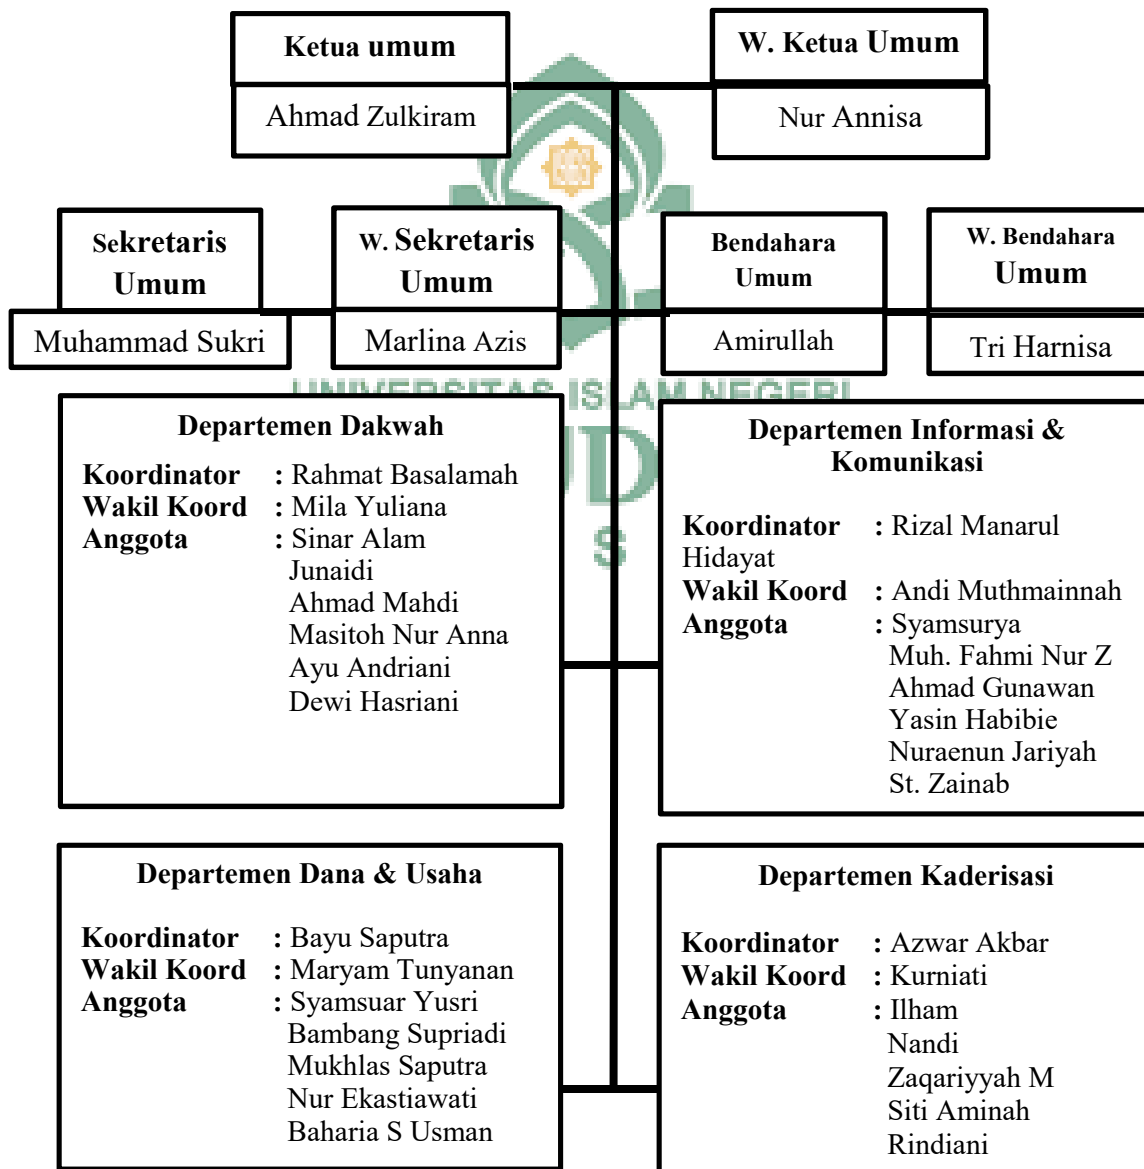 Ketua umum
Ahmad Zulkiram
W. Ketua Umum
Nur Annisa
Sekretaris
Umum
Muhammad Sukri
W. Sekretaris
Umum
Marlina Azis
Bendahara
Umum
Amirullah
W. Bendahara
Umum
Tri Harnisa
UNIVERSITAS ISLAM NEGERI
Departemen Dakwah
Koordinator : Rahmat Basalamah
Wakil Koord : Mila Yuliana
Anggota : Sinar Alam
Junaidi
Ahmad Mahdi
Masitoh Nur Anna
Ayu Andriani
Dewi Hasriani
Departemen Informasi &
Komunikasi
Koordinator : Rizal Manarul
Hidayat
Wakil Koord : Andi Muthmainnah
Anggota : Syamsurya
Muh. Fahmi Nur Z
Ahmad Gunawan
Yasin Habibie
Nuraenun Jariyah
St. Zainab
Departemen Dana & Usaha
Koordinator : Bayu Saputra
Wakil Koord : Maryam Tunyanan
Anggota : Syamsuar Yusri
Bambang Supriadi
Mukhlas Saputra
Nur Ekastiawati
Baharia S Usman
Departemen Kaderisasi
Koordinator : Azwar Akbar
Wakil Koord : Kurniati
Anggota : Ilham
Nandi
Zaqariyyah M
Siti Aminah
Rindiani